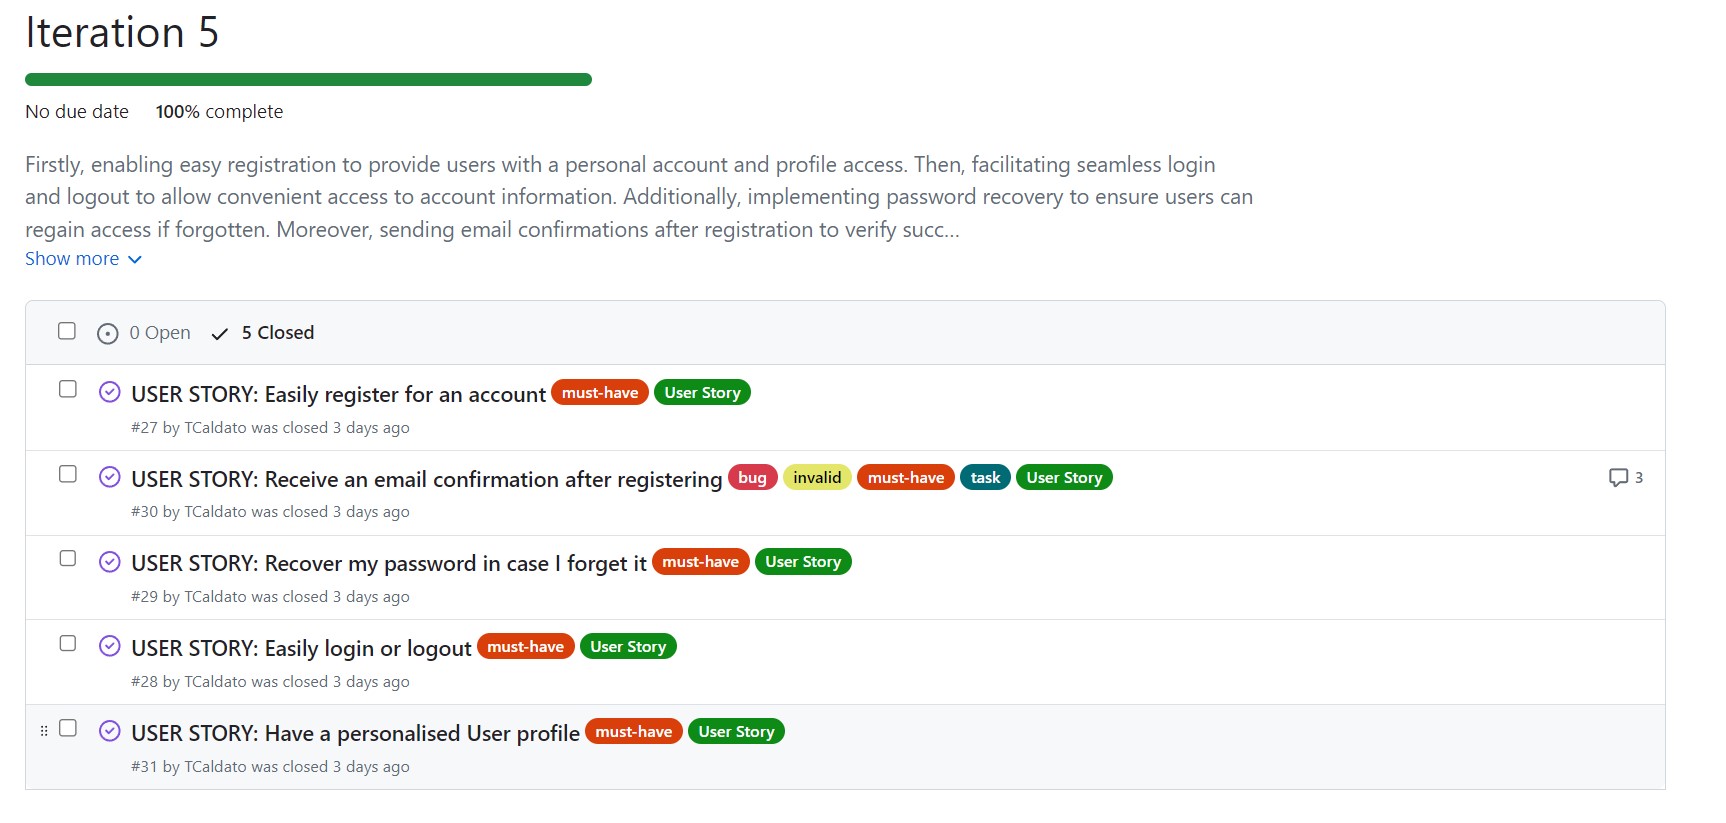 Iteration 5
No due date 100% complete
Firstly, enabling easy registration to provide users with a personal account and profile access. Then, facilitating seamless login
and logout to allow convenient access to account information. Additionally, implementing password recovery to ensure users can
regain access if forgotten. Moreover, sending email confirmations after registration to verify succ...
Show more
0 Open 5 Closed
USER STORY: Easily register for an account must-have User Story
#27 by TCaldato was closed 3 days ago
USER STORY: Receive an email confirmation after registering bug invalid must-have task User Story 3
#30 by TCaldato was closed 3 days ago
USER STORY: Recover my password in case I forget it must-have User Story
#29 by TCaldato was closed 3 days ago
USER STORY: Easily login or logout must-have User Story
#28 by TCaldato was closed 3 days ago
USER STORY: Have a personalised User profile must-have User Story
#31 by TCaldato was closed 3 days ago